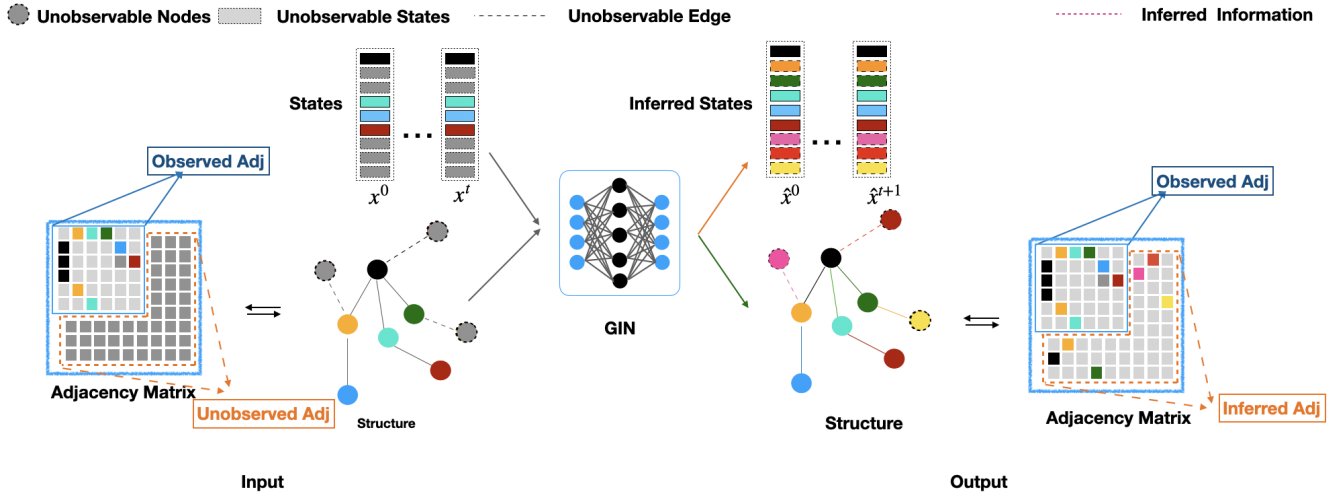 Unobservable Nodes
Unobservable States
Unobservable Edge
Inferred Information
States
...
x^0
x^t
Inferred States
...
x̂^0
x̂^{t+1}
Observed Adj
Adjacency Matrix
Unobserved Adj
Structure
GIN
Structure
Observed Adj
Adjacency Matrix
Inferred Adj
Input
Output